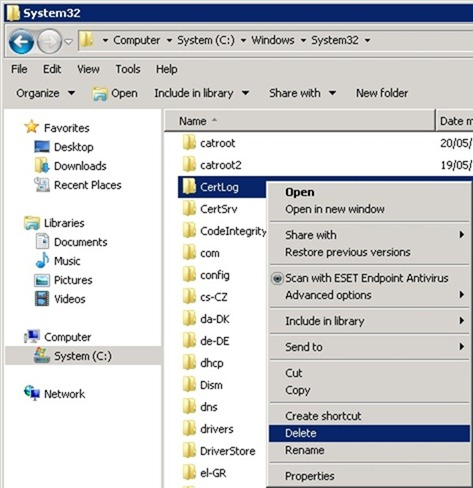 System32
Computer ▸ System (C:) ▸ Windows ▸ System32 ▸
File Edit View Tools Help
Organize Open Include in library Share with New folder
Favorites
Desktop
Downloads
Recent Places
Libraries
Documents
Music
Pictures
Videos
Computer
System (C:)
Network
Name Date m
catroot 20/05/
catroot2 19/05/
CertLog
CertSrv
CodeIntegrity
com
config
cs-CZ
da-DK
de-DE
dhcp
Dism
dns
drivers
DriverStore
el-GR
Open
Open in new window
Share with
Restore previous versions
Scan with ESET Endpoint Antivirus
Advanced options
Include in library
Send to
Cut
Copy
Create shortcut
Delete
Rename
Properties